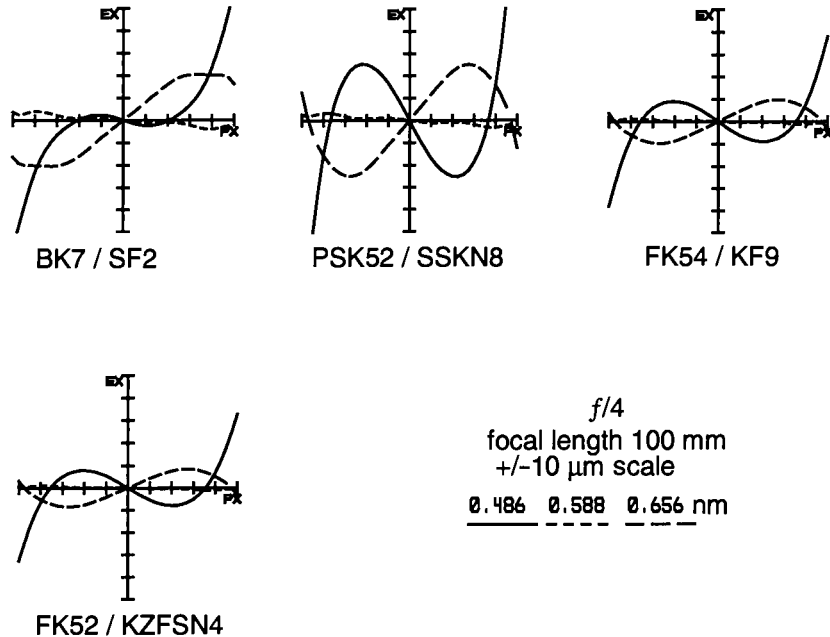 EX
PX
BK7 / SF2
EX
PX
PSK52 / SSKN8
EX
PX
FK54 / KF9
EX
PX
FK52 / KZFSN4
f/4
focal length 100 mm
+/-10 µm scale
0.486 0.588 0.656 nm